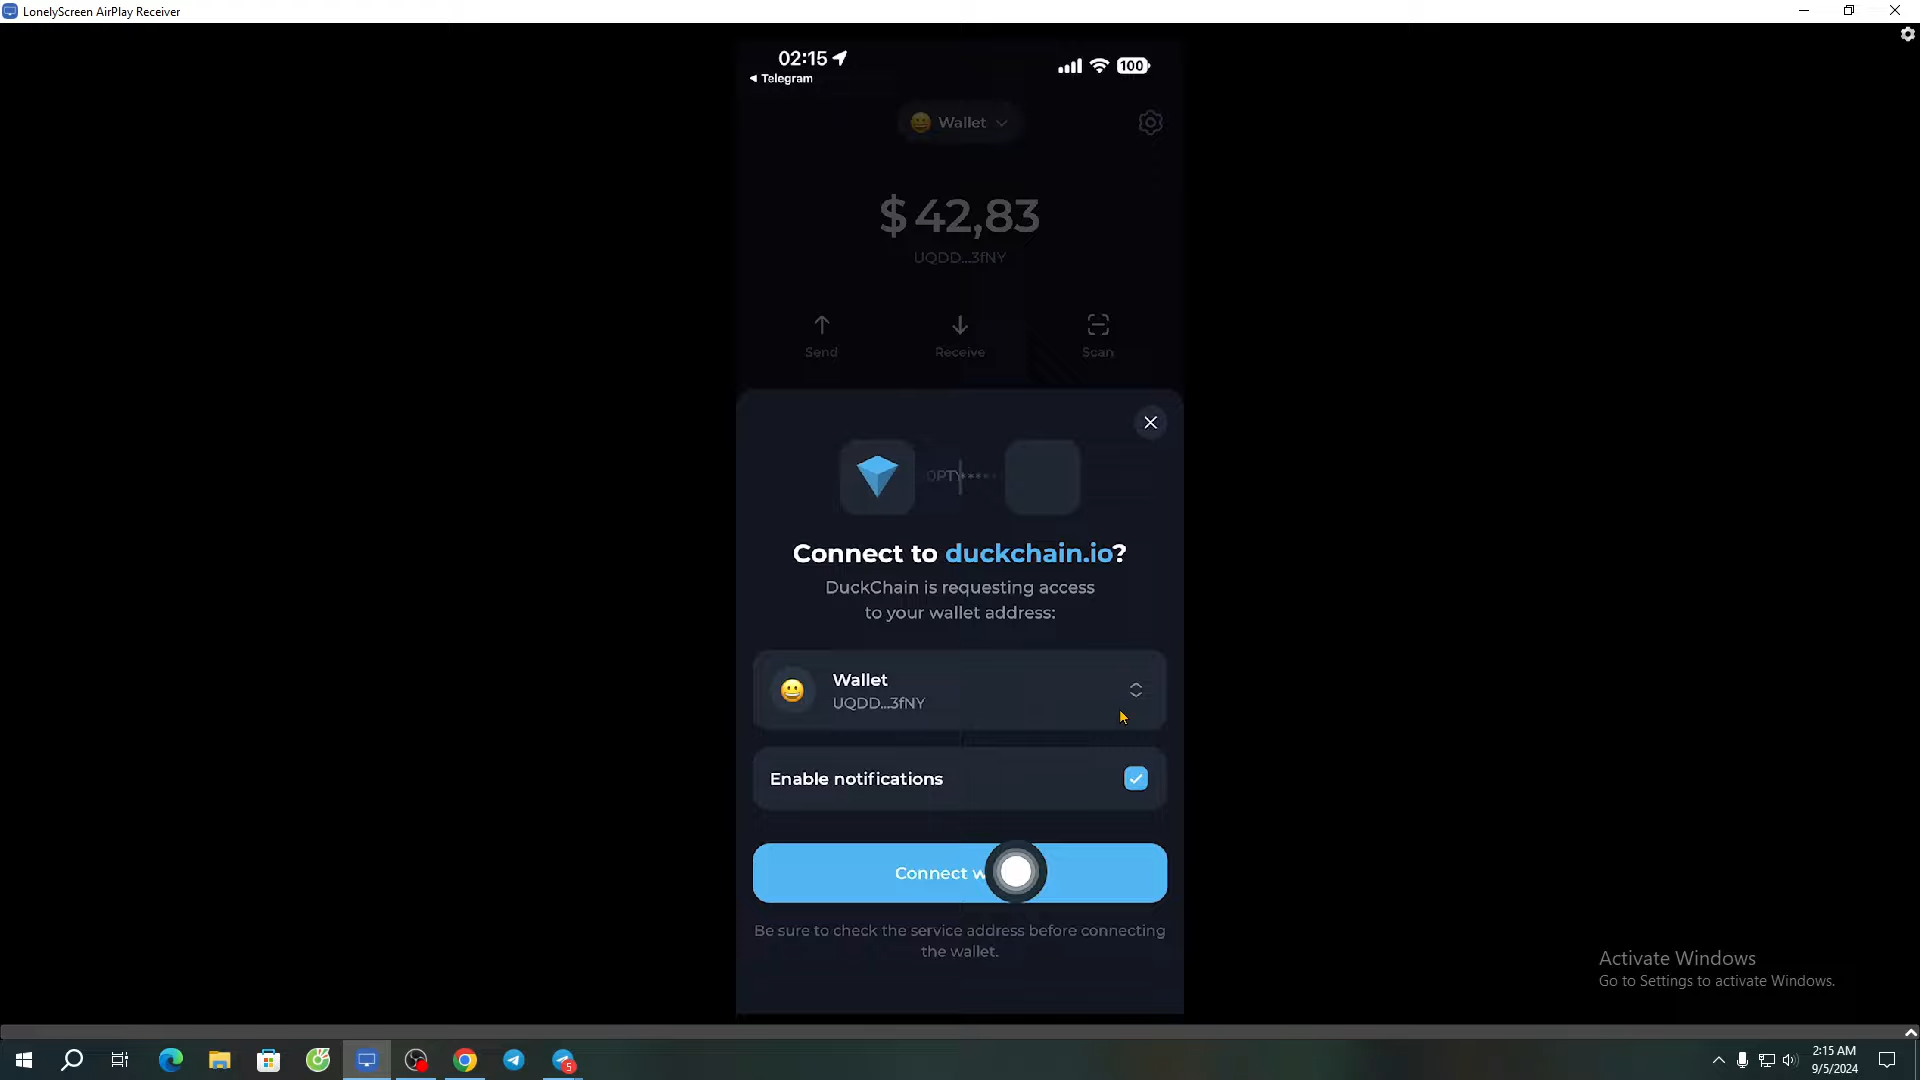 LonelyScreen AirPlay Receiver
02:15
100
Telegram
Wallet
$ 42,83
UQDD...3fNY
Send
Receive
Scan
Connect to duckchain.io?
DuckChain is requesting access
to your wallet address:
Wallet
UQDD...3fNY
Enable notifications
Connect w
Be sure to check the service address before connecting
the wallet.
Activate Windows
Go to Settings to activate Windows.
5
2:15 AM
9/5/2024